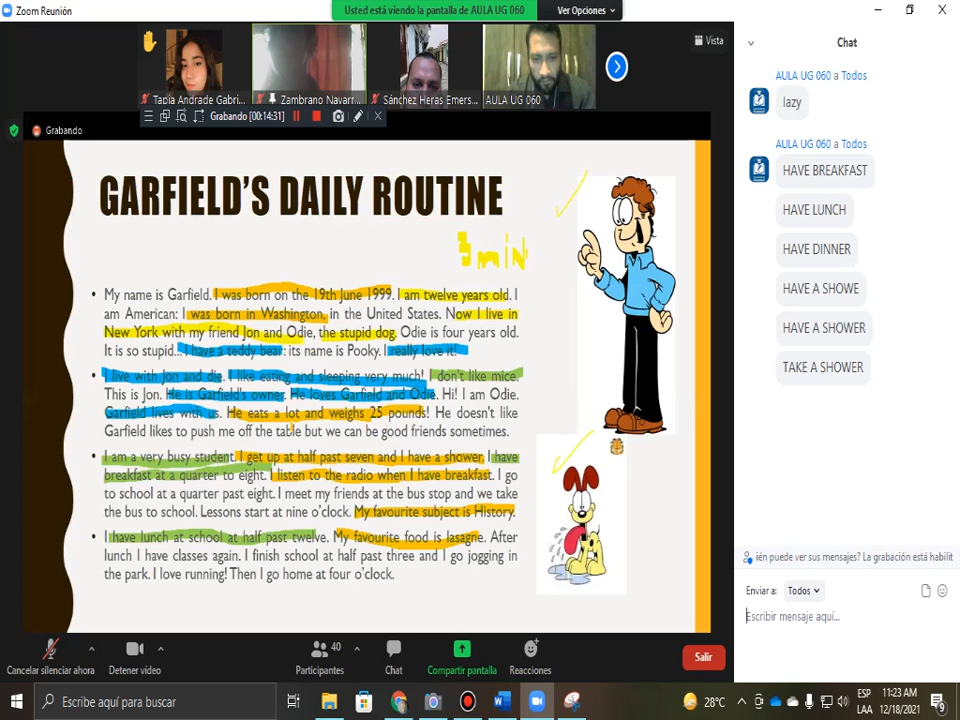 Zoom Reunión
Usted está viendo la pantalla de AULA UG 060
Ver Opciones
Vista
Tapia Andrade Gabri...
Zambrano Navarr...
Sánchez Heras Emers...
AULA UG 060
Grabando [00:14:31]
Grabando
GARFIELD'S DAILY ROUTINE
3 min
• My name is Garfield. I was born on the 19th June 1999. I am twelve years old. I
am American: I was born in Washington, in the United States. Now I live in
New York with my friend Jon and Odie, the stupid dog. Odie is four years old.
It is so stupid... I have a teddy bear: its name is Pooky. I really love it!
• I live with Jon and die. I like eating and sleeping very much! I don't like mice.
This is Jon. He is Garfield's owner. He loves Garfield and Odie. Hi! I am Odie.
Garfield lives with us. He eats a lot and weighs 25 pounds! He doesn't like
Garfield likes to push me off the table but we can be good friends sometimes.
• I am a very busy student. I get up at half past seven and I have a shower. I have
breakfast at a quarter to eight. I listen to the radio when I have breakfast. I go
to school at a quarter past eight. I meet my friends at the bus stop and we take
the bus to school. Lessons start at nine o'clock. My favourite subject is History.
• I have lunch at school at half past twelve. My favourite food is lasagne. After
lunch I have classes again. I finish school at half past three and I go jogging in
the park. I love running! Then I go home at four o'clock.
Chat
AULA UG 060 a Todos
lazy
AULA UG 060 a Todos
HAVE BREAKFAST
HAVE LUNCH
HAVE DINNER
HAVE A SHOWE
HAVE A SHOWER
TAKE A SHOWER
ién puede ver sus mensajes? La grabación está habilit
Enviar a: Todos
Escribir mensaje aquí...
Cancelar silenciar ahora
Detener vídeo
40
Participantes
Chat
Compartir pantalla
Reacciones
Salir
Escribe aquí para buscar
28°C
ESP
LAA
11:23 AM
12/18/2021
9